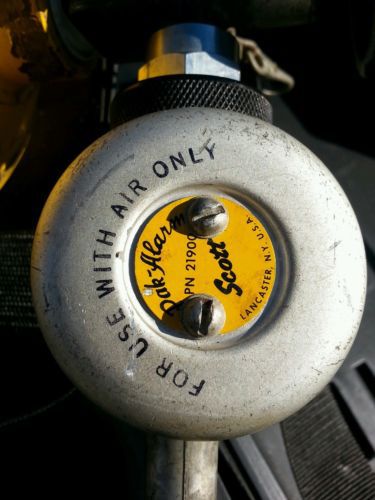 FOR USE WITH AIR ONLY
Pak-Alarm
PN 21900
Scott
LANCASTER, N.Y. U.S.A.